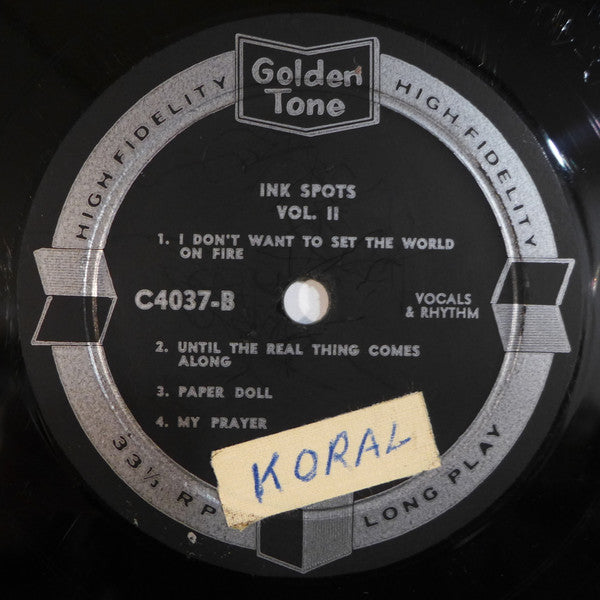 Golden
Tone
HIGH FIDELITY
HIGH FIDELITY
INK SPOTS
VOL. II
1. I DON'T WANT TO SET THE WORLD
ON FIRE
C4037-B
VOCALS
& RHYTHM
2. UNTIL THE REAL THING COMES
ALONG
3. PAPER DOLL
4. MY PRAYER
KORAL
33⅓ RP
LONG PLAY